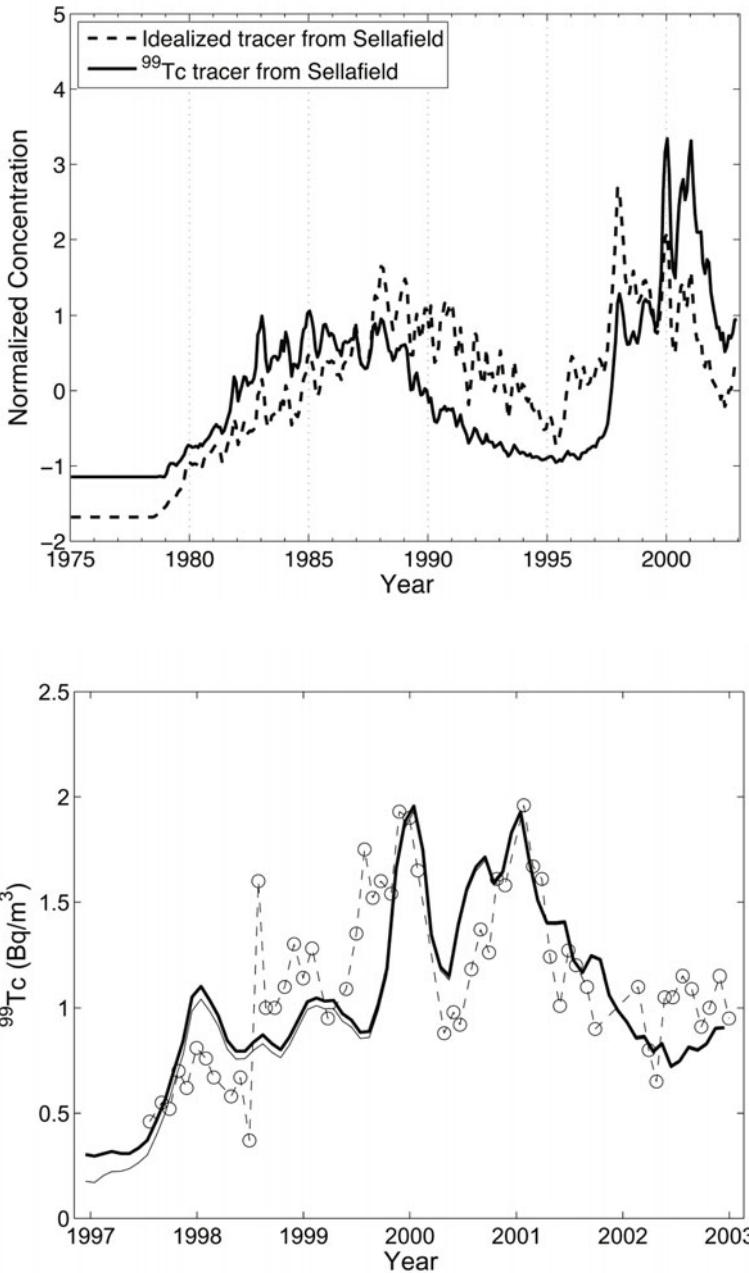 5
4
3
2
1
0
−1
−2
Normalized Concentration
Idealized tracer from Sellafield
⁹⁹Tc tracer from Sellafield
1975 1980 1985 1990 1995 2000
Year
2.5
2
1.5
1
0.5
0
⁹⁹Tc (Bq/m³)
1997 1998 1999 2000 2001 2002 2003
Year